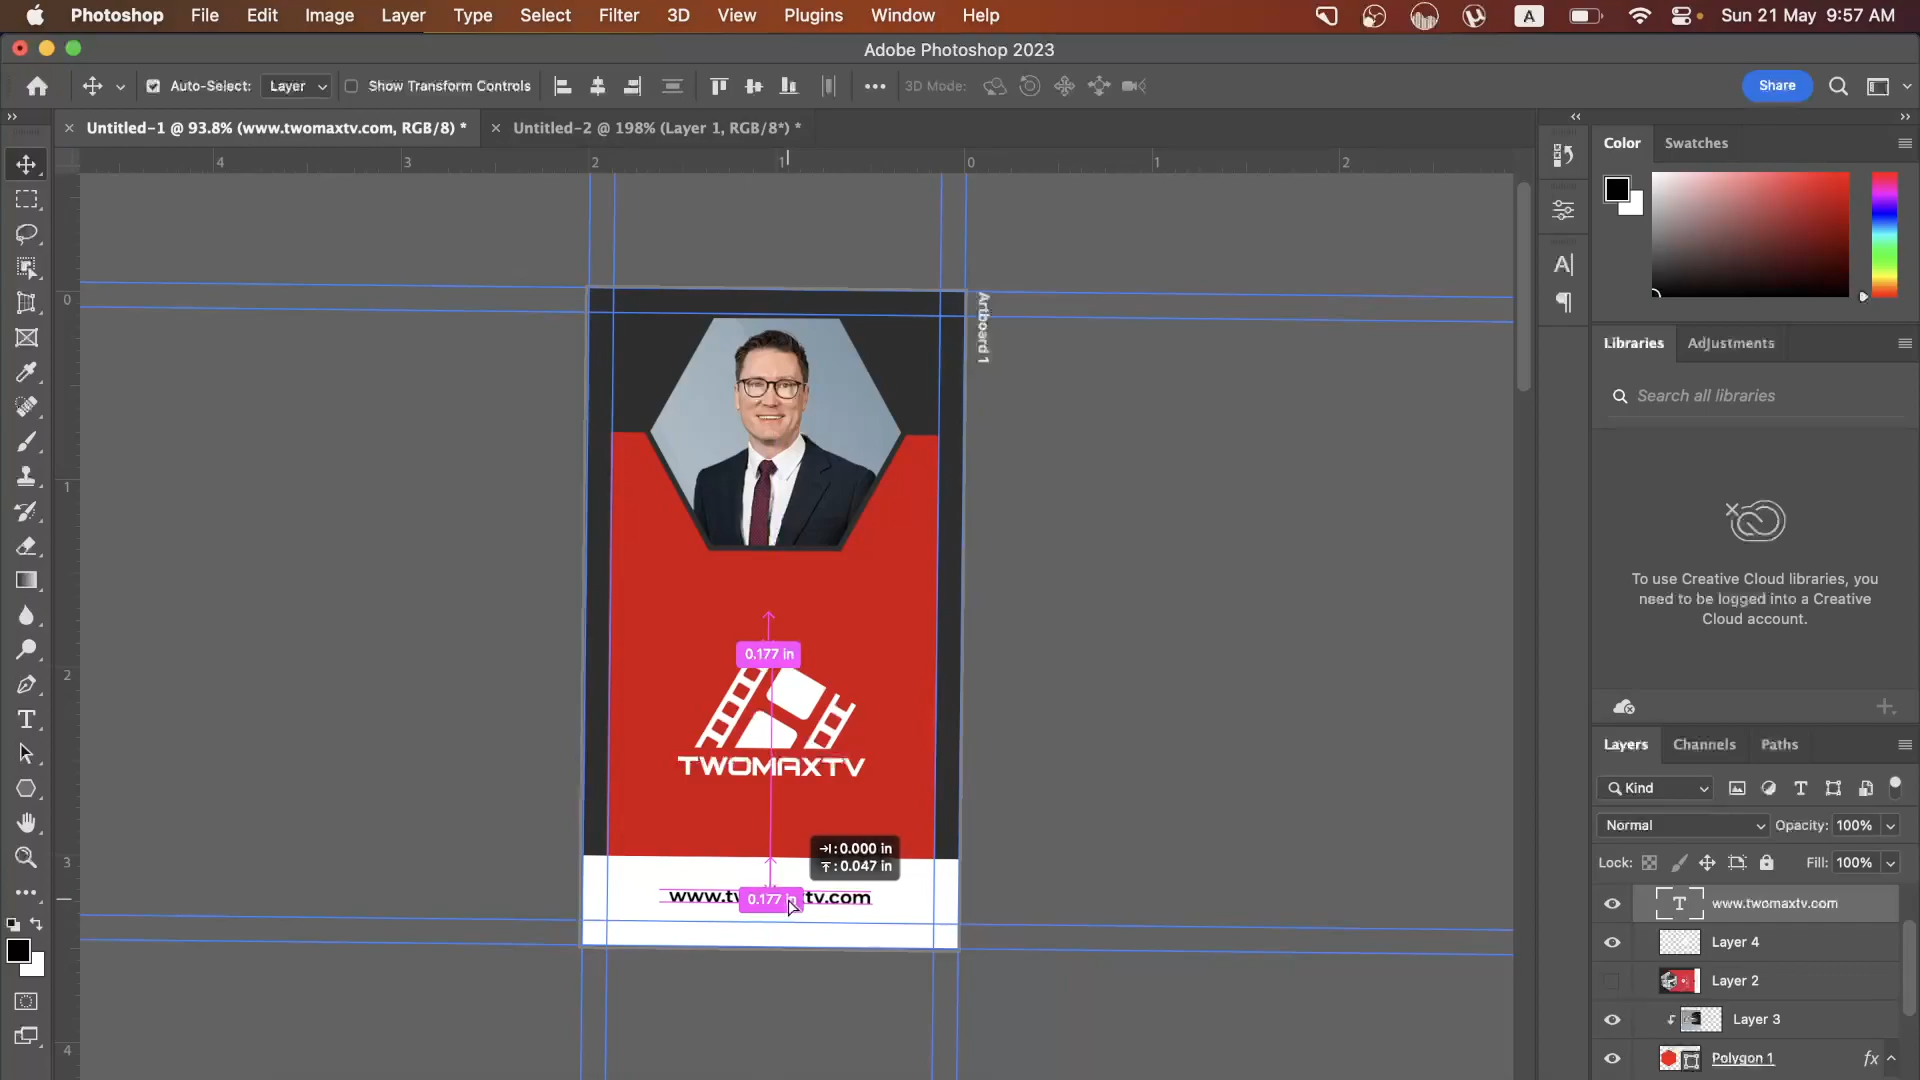 Photoshop File Edit Image Layer Type Select Filter 3D View Plugins Window Help A Sun 21 May 9:57 AM
Adobe Photoshop 2023
Auto-Select: Layer Show Transform Controls 3D Mode: Share
Untitled-1 @ 93.8% (www.twomaxtv.com, RGB/8) * Untitled-2 @ 198% (Layer 1, RGB/8*) *
4 3 2 1 0 1 2
Color Swatches
0
1
2
3
4
Artboard 1
0.177 in
TWOMAXTV
0.000 in
0.047 in
0.177
Libraries Adjustments
Search all libraries
To use Creative Cloud libraries, you
need to be logged into a Creative
Cloud account.
Layers Channels Paths
Kind
Normal Opacity: 100%
Lock: Fill: 100%
www.twomaxtv.com
Layer 4
Layer 2
Layer 3
Polygon 1 fx